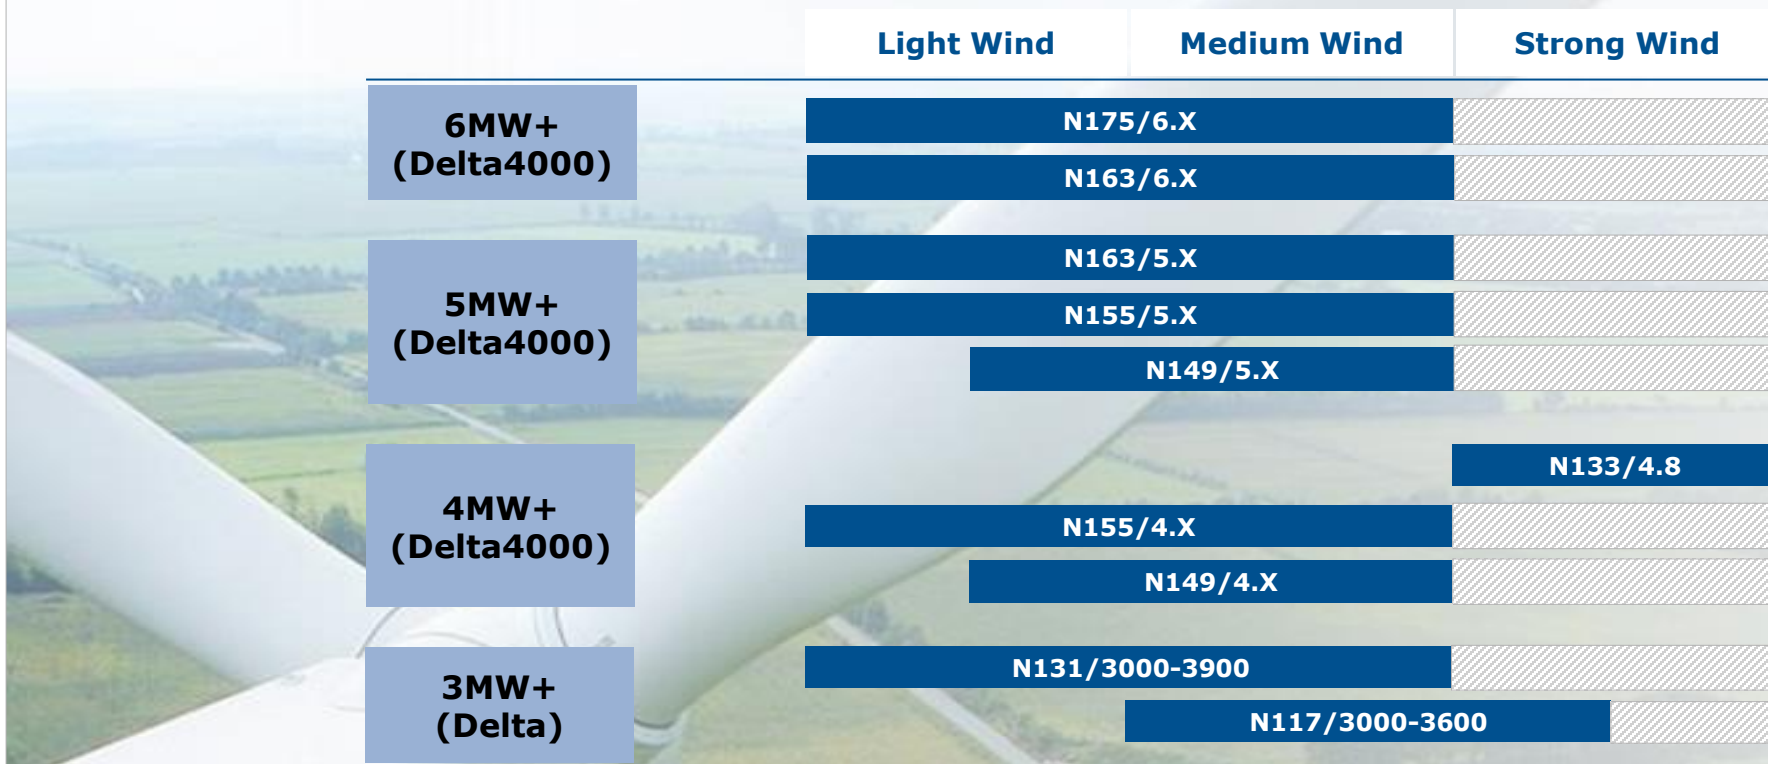 Light Wind
Medium Wind
Strong Wind
6MW+
(Delta4000)
N175/6.X
N163/6.X
5MW+
(Delta4000)
N163/5.X
N155/5.X
N149/5.X
4MW+
(Delta4000)
N133/4.8
N155/4.X
N149/4.X
3MW+
(Delta)
N131/3000-3900
N117/3000-3600